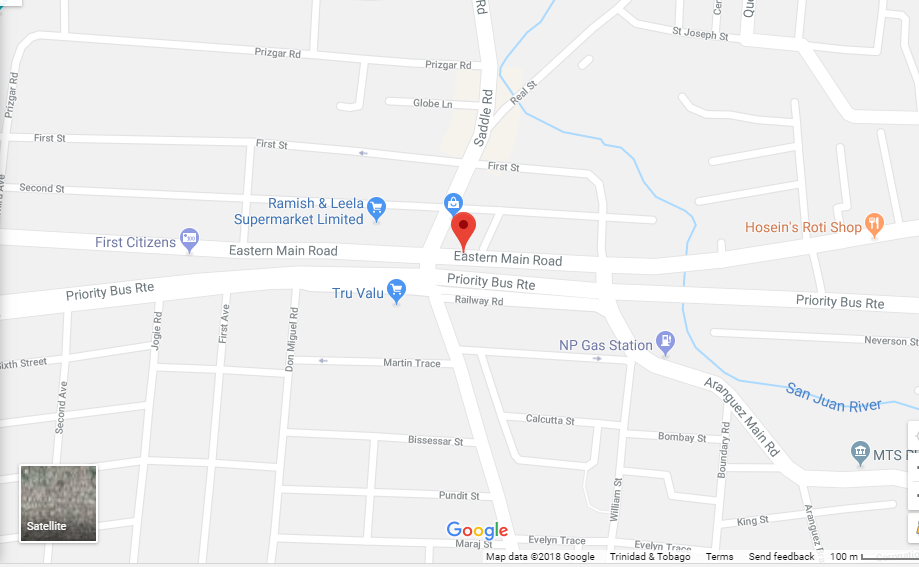 Rd
Cer
Que
St Joseph St
Prizgar Rd
Prizgar Rd
Prizgar Rd
Globe Ln
Real St
Saddle Rd
First St
First St
First St
Second St
Ramish & Leela
Supermarket Limited
Hosein's Roti Shop
First Citizens
Eastern Main Road
Eastern Main Road
Priority Bus Rte
Priority Bus Rte
Priority Bus Rte
Tru Valu
Railway Rd
Jogie Rd
First Ave
Don Miguel Rd
NP Gas Station
Neverson St
Sixth Street
Martin Trace
Second Ave
Aranguez Main Rd
San Juan River
Calcutta St
Bombay St
Boundary Rd
Bissessar St
MTS Pl
Satellite
William St
Pundit St
King St
Aranguez R
Google
Maraj St
Evelyn Trace
Evelyn Trace
Map data ©2018 Google
Trinidad & Tobago
Terms
Send feedback
100 m